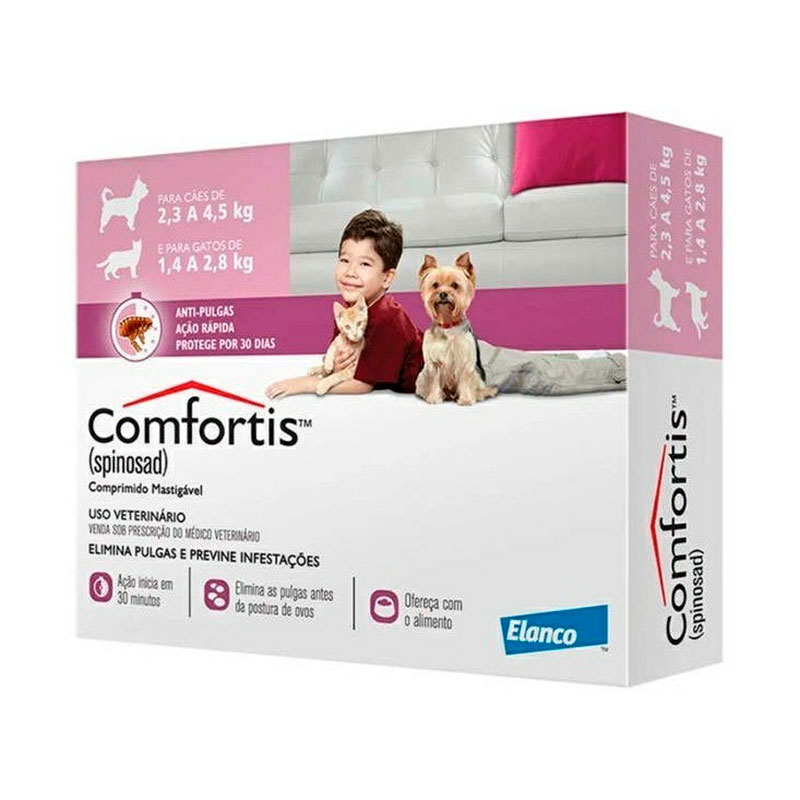 PARA CÃES DE
2,3 A 4,5 kg
E PARA GATOS DE
1,4 A 2,8 kg
ANTI-PULGAS
AÇÃO RÁPIDA
PROTEGE POR 30 DIAS
Comfortis™
(spinosad)
Comprimido Mastigável
USO VETERINÁRIO
VENDA SOB PRESCRIÇÃO DO MÉDICO VETERINÁRIO
ELIMINA PULGAS E PREVINE INFESTAÇÕES
Ação inicia em
30 minutos
Elimina as pulgas antes
da postura de ovos
Ofereça com
o alimento
Elanco™
PARA CÃES DE
2,3 A 4,5 kg
E PARA GATOS DE
1,4 A 2,8 kg
Comfortis™
(spinosad)